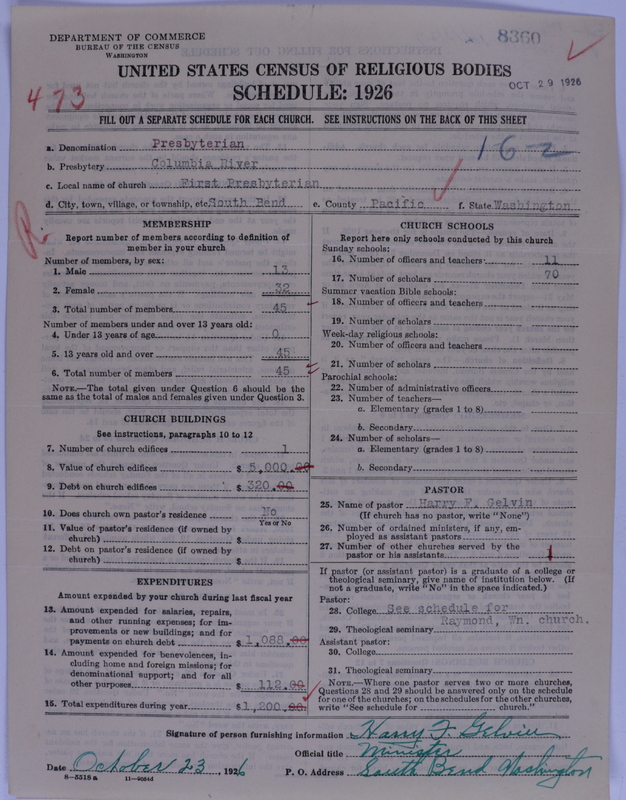 DEPARTMENT OF COMMERCE
BUREAU OF THE CENSUS
WASHINGTON
8360
UNITED STATES CENSUS OF RELIGIOUS BODIES
SCHEDULE: 1926
OCT 29 1926
473
FILL OUT A SEPARATE SCHEDULE FOR EACH CHURCH. SEE INSTRUCTIONS ON THE BACK OF THIS SHEET
a. Denomination Presbyterian
16-2
b. Presbytery Columbia River
c. Local name of church First Presbyterian
d. City, town, village, or township, etc. South Bend e. County Pacific f. State Washington
R
MEMBERSHIP
Report number of members according to definition of
member in your church
Number of members, by sex:
1. Male 13
2. Female 32
3. Total number of members 45
Number of members under and over 13 years old:
4. Under 13 years of age 0
5. 13 years old and over 45
6. Total number of members 45
NOTE.—The total given under Question 6 should be the
same as the total of males and females given under Question 3.
CHURCH BUILDINGS
See instructions, paragraphs 10 to 12
7. Number of church edifices 1
8. Value of church edifices $ 5,000.00
9. Debt on church edifices $ 320.00
10. Does church own pastor's residence No
Yes or No
11. Value of pastor's residence (if owned by
church) $
12. Debt on pastor's residence (if owned by
church) $
EXPENDITURES
Amount expended by your church during last fiscal year
13. Amount expended for salaries, repairs,
and other running expenses; for im-
provements or new buildings; and for
payments on church debt $ 1,088.00
14. Amount expended for benevolences, in-
cluding home and foreign missions; for
denominational support; and for all
other purposes $ 112.00
15. Total expenditures during year $ 1,200.00
CHURCH SCHOOLS
Report here only schools conducted by this church
Sunday schools:
16. Number of officers and teachers 11
17. Number of scholars 70
Summer vacation Bible schools:
18. Number of officers and teachers
19. Number of scholars
Week-day religious schools:
20. Number of officers and teachers
21. Number of scholars
Parochial schools:
22. Number of administrative officers
23. Number of teachers—
a. Elementary (grades 1 to 8)
b. Secondary
24. Number of scholars—
a. Elementary (grades 1 to 8)
b. Secondary
PASTOR
25. Name of pastor Harry F. Gelvin
(If church has no pastor, write "None")
26. Number of ordained ministers, if any, em-
ployed as assistant pastors
27. Number of other churches served by the
pastor or his assistants 1
If pastor (or assistant pastor) is a graduate of a college or
theological seminary, give name of institution below. (If
not a graduate, write "No" in the space indicated.)
Pastor:
28. College See schedule for
Raymond, Wn. church.
29. Theological seminary
Assistant pastor:
30. College
31. Theological seminary
NOTE.—Where one pastor serves two or more churches,
Questions 28 and 29 should be answered only on the schedule
for one of the churches; on the schedules for the other churches,
write "See schedule for church."
Signature of person furnishing information Harry F. Gelvin
Official title Minister
Date October 23, 1926 P. O. Address South Bend Washington
8-5518a 11-9051d